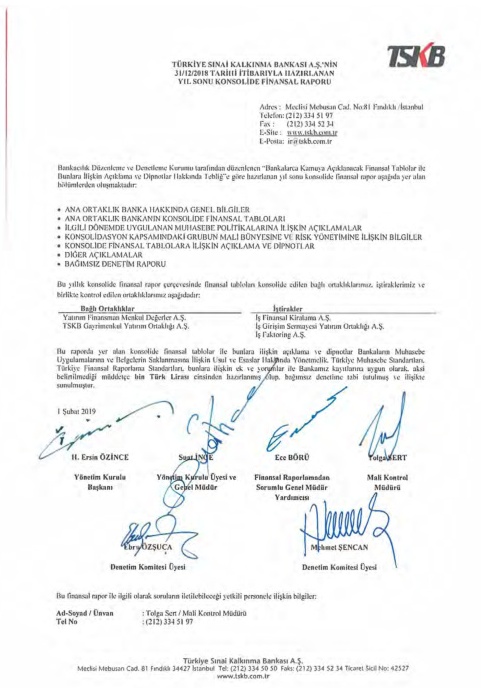 TSKB
TÜRKİYE SINAİ KALKINMA BANKASI A.Ş.'NİN
31/12/2018 TARİHİ İTİBARIYLA HAZIRLANAN
YIL SONU KONSOLİDE FİNANSAL RAPORU
Adres : Meclisi Mebusan Cad. No:81 Fındıklı /İstanbul
Telefon: (212) 334 51 97
Fax : (212) 334 52 34
E-Site : www.tskb.com.tr
E-Posta: ir@tskb.com.tr
Bankacılık Düzenleme ve Denetleme Kurumu tarafından düzenlenen "Bankalarca Kamuya Açıklanacak Finansal Tablolar ile
Bunlara İlişkin Açıklama ve Dipnotlar Hakkında Tebliğ"e göre hazırlanan yıl sonu konsolide finansal rapor aşağıda yer alan
bölümlerden oluşmaktadır:
• ANA ORTAKLIK BANKA HAKKINDA GENEL BİLGİLER
• ANA ORTAKLIK BANKANIN KONSOLİDE FİNANSAL TABLOLARI
• İLGİLİ DÖNEMDE UYGULANAN MUHASEBE POLİTİKALARINA İLİŞKİN AÇIKLAMALAR
• KONSOLİDASYON KAPSAMINDAKİ GRUBUN MALİ BÜNYESİNE VE RİSK YÖNETİMİNE İLİŞKİN BİLGİLER
• KONSOLİDE FİNANSAL TABLOLARA İLİŞKİN AÇIKLAMA VE DİPNOTLAR
• DİĞER AÇIKLAMALAR
• BAĞIMSIZ DENETİM RAPORU
Bu yıllık konsolide finansal rapor çerçevesinde finansal tabloları konsolide edilen bağlı ortaklıklarımız, iştiraklerimiz ve
birlikte kontrol edilen ortaklıklarımız aşağıdadır:
Bağlı Ortaklıklar İştirakler
Yatırım Finansman Menkul Değerler A.Ş. İş Finansal Kiralama A.Ş.
TSKB Gayrimenkul Yatırım Ortaklığı A.Ş. İş Girişim Sermayesi Yatırım Ortaklığı A.Ş.
İş Faktoring A.Ş.
Bu raporda yer alan konsolide finansal tablolar ile bunlara ilişkin açıklama ve dipnotlar Bankaların Muhasebe
Uygulamalarına ve Belgelerin Saklanmasına İlişkin Usul ve Esaslar Hakkında Yönetmelik, Türkiye Muhasebe Standartları,
Türkiye Finansal Raporlama Standartları, bunlara ilişkin ek ve yorumlar ile Bankamız kayıtlarına uygun olarak, aksi
belirtilmediği müddetçe bin Türk Lirası cinsinden hazırlanmış olup, bağımsız denetime tabi tutulmuş ve ilişikte
sunulmuştur.
1 Şubat 2019
H. Ersin ÖZİNCE Suat İNCE Ece BÖRÜ Tolga SERT
Yönetim Kurulu Yönetim Kurulu Üyesi ve Finansal Raporlamadan Mali Kontrol
Başkanı Genel Müdür Sorumlu Genel Müdür Müdürü
Yardımcısı
Ebru ÖZŞUCA Mehmet ŞENCAN
Denetim Komitesi Üyesi Denetim Komitesi Üyesi
Bu finansal rapor ile ilgili olarak soruların iletilebileceği yetkili personele ilişkin bilgiler:
Ad-Soyad / Ünvan : Tolga Sert / Mali Kontrol Müdürü
Tel No : (212) 334 51 97
Türkiye Sınai Kalkınma Bankası A.Ş.
Meclisi Mebusan Cad. 81 Fındıklı 34427 İstanbul Tel: (212) 334 50 50 Faks: (212) 334 52 34 Ticaret Sicil No: 42527
www.tskb.com.tr